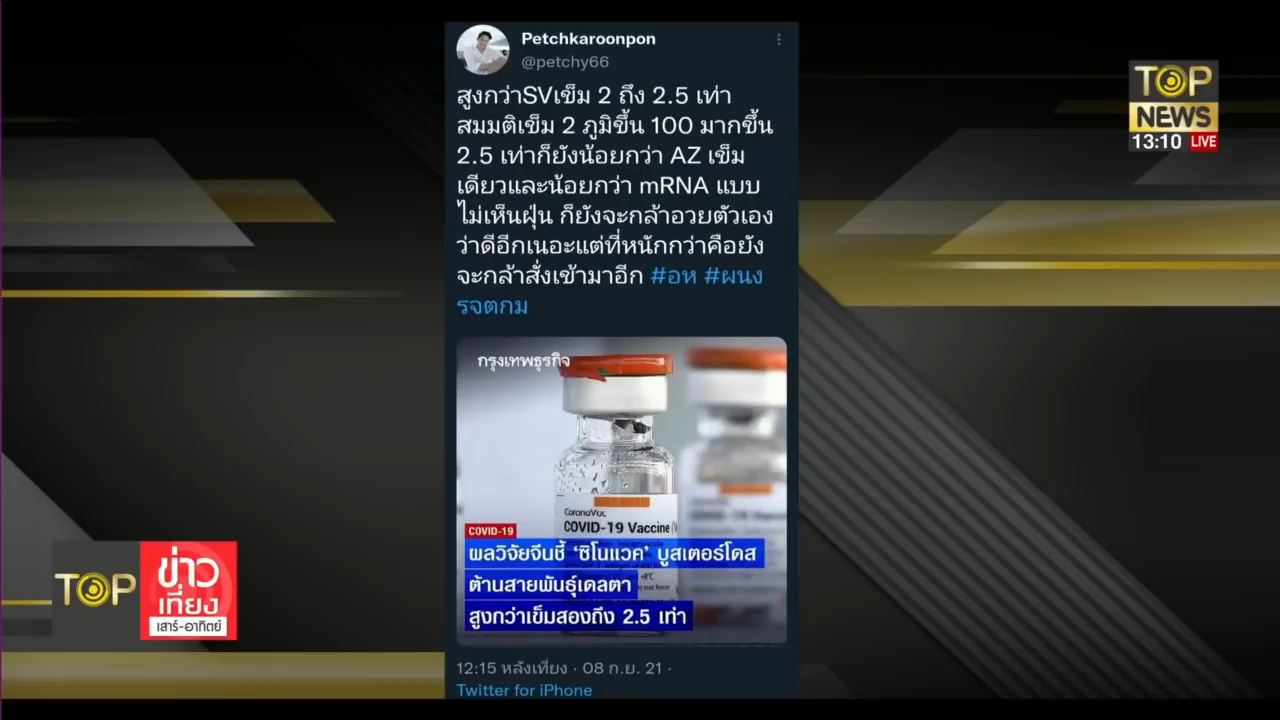 Petchkaroonpon
@petchy66
สูงกว่าSVเข็ม 2 ถึง 2.5 เท่า
สมมติเข็ม 2 ภูมิขึ้น 100 มากขึ้น
2.5 เท่าก็ยังน้อยกว่า AZ เข็ม
เดียวและน้อยกว่า mRNA แบบ
ไม่เห็นฝุ่น ก็ยังจะกล้าอวยตัวเอง
ว่าดีอีกเนอะแต่ที่หนักกว่าคือยัง
จะกล้าสั่งเข้ามาอีก #อห #ผนง
รจตกม
กรุงเทพธุรกิจ
CoronaVac
COVID-19 Vaccine
COVID-19
ผลวิจัยจีนชี้ ‘ซิโนแวค’ บูสเตอร์โดส
ต้านสายพันธุ์เดลตา
สูงกว่าเข็มสองถึง 2.5 เท่า
12:15 หลังเที่ยง · 08 ก.ย. 21 ·
Twitter for iPhone
TOP
NEWS
13:10 LIVE
TOP
ข่าว
เที่ยง
เสาร์-อาทิตย์